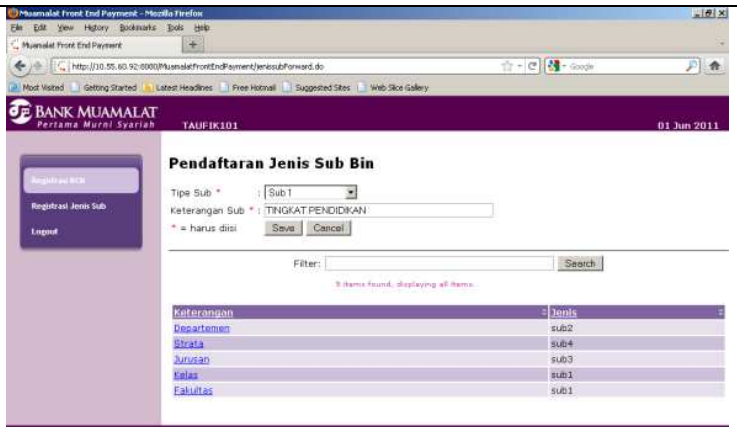 Muamalat Front End Payment - Mozilla Firefox
File Edit View History Bookmarks Tools Help
Muamalat Front End Payment
http://10.55.60.92:8080/MuamalatFrontEndPayment/jenissubForward.do
Google
Most Visited Getting Started Latest Headlines Free Hotmail Suggested Sites Web Slice Gallery
BANK MUAMALAT
Pertama Murni Syariah
TAUFIK101
01 Jun 2011
Pendaftaran Jenis Sub Bin
Registrasi BCN
Registrasi Jenis Sub
Logout
Tipe Sub * : Sub1
Keterangan Sub * : TINGKAT PENDIDIKAN
* = harus diisi Save Cancel
Filter: Search
5 items found, displaying all items.
Keterangan Jenis
Departemen sub2
Strata sub4
Jurusan sub3
Kelas sub1
Fakultas sub1